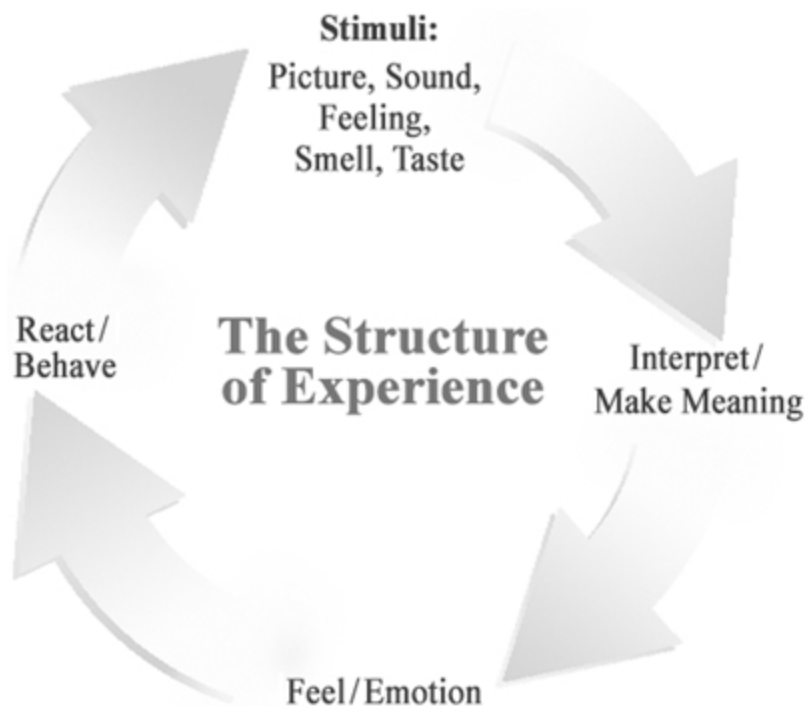 Stimuli:
Picture, Sound,
Feeling,
Smell, Taste
React/
Behave
The Structure
of Experience
Interpret/
Make Meaning
Feel/Emotion